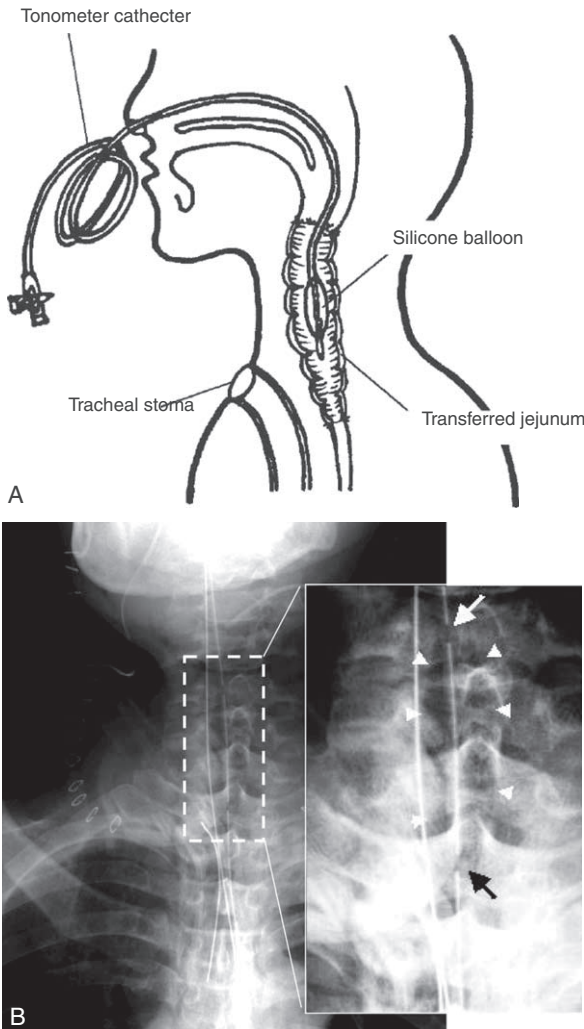 Tonometer cathecter
Silicone balloon
Tracheal stoma
Transferred jejunum
A
B